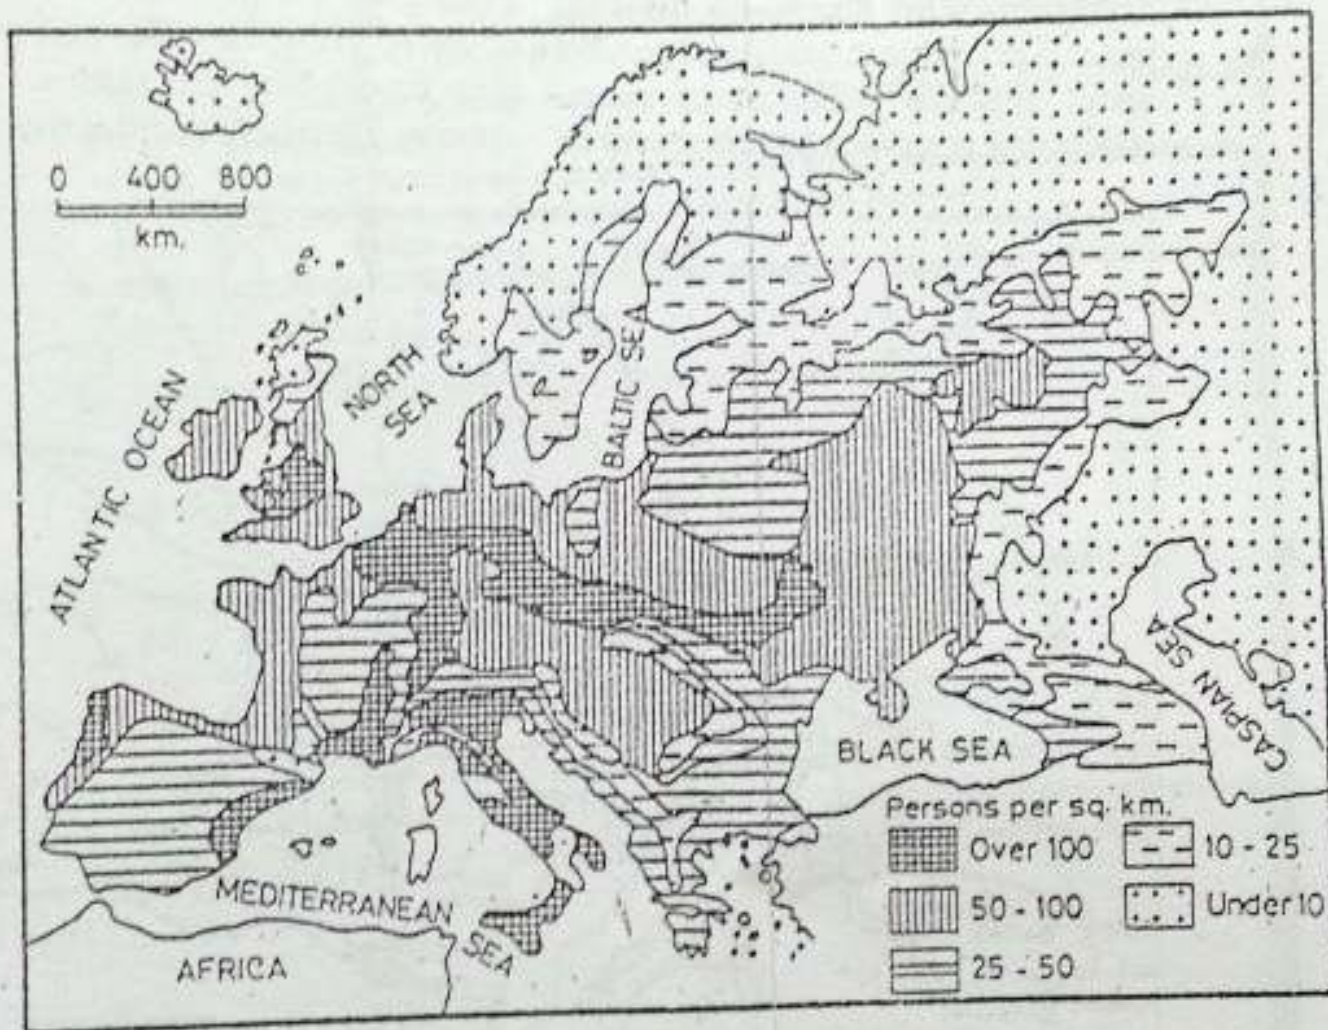 0 400 800
km.
ATLANTIC OCEAN
NORTH
SEA
BALTIC SEA
BLACK SEA
CASPIAN SEA
MEDITERRANEAN
SEA
AFRICA
Persons per sq. km.
Over 100
10 - 25
50 - 100
Under 10
25 - 50